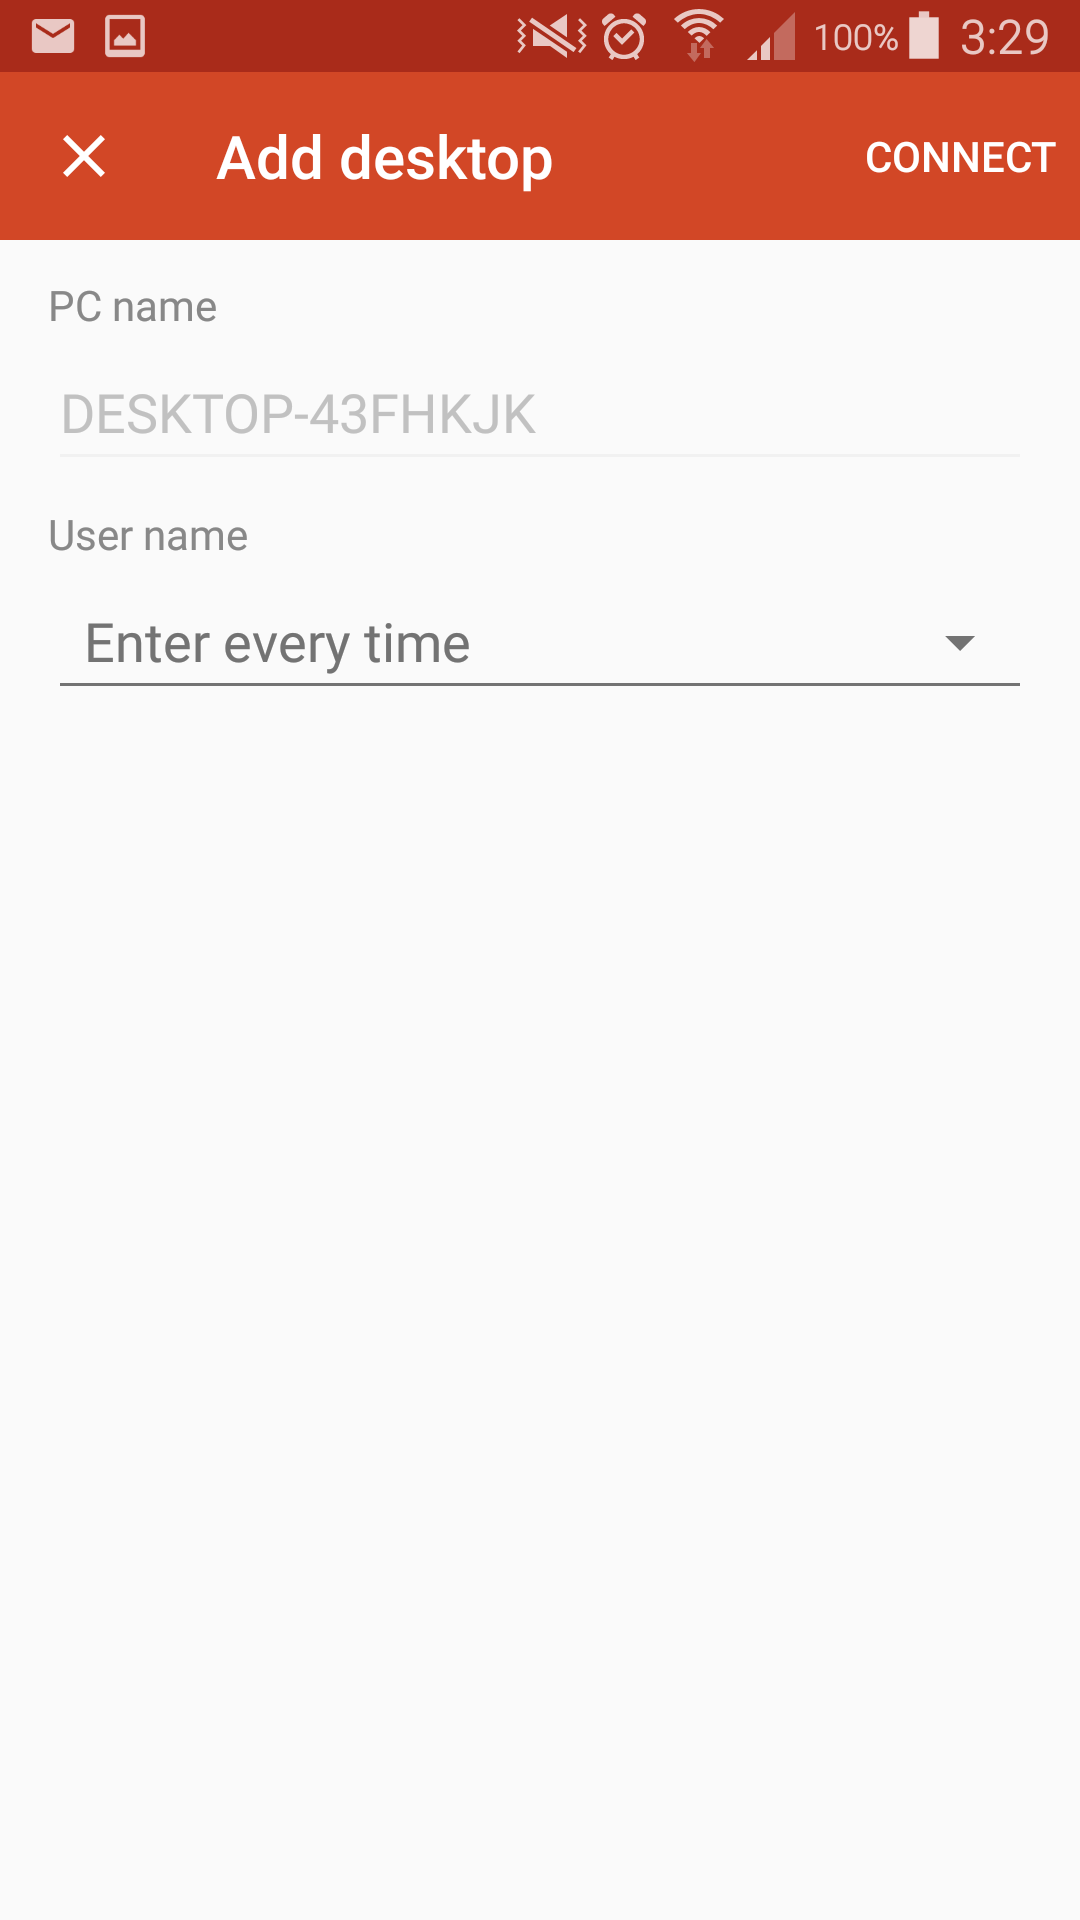 100% 3:29
Add desktop CONNECT
PC name
DESKTOP-43FHKJK
User name
Enter every time